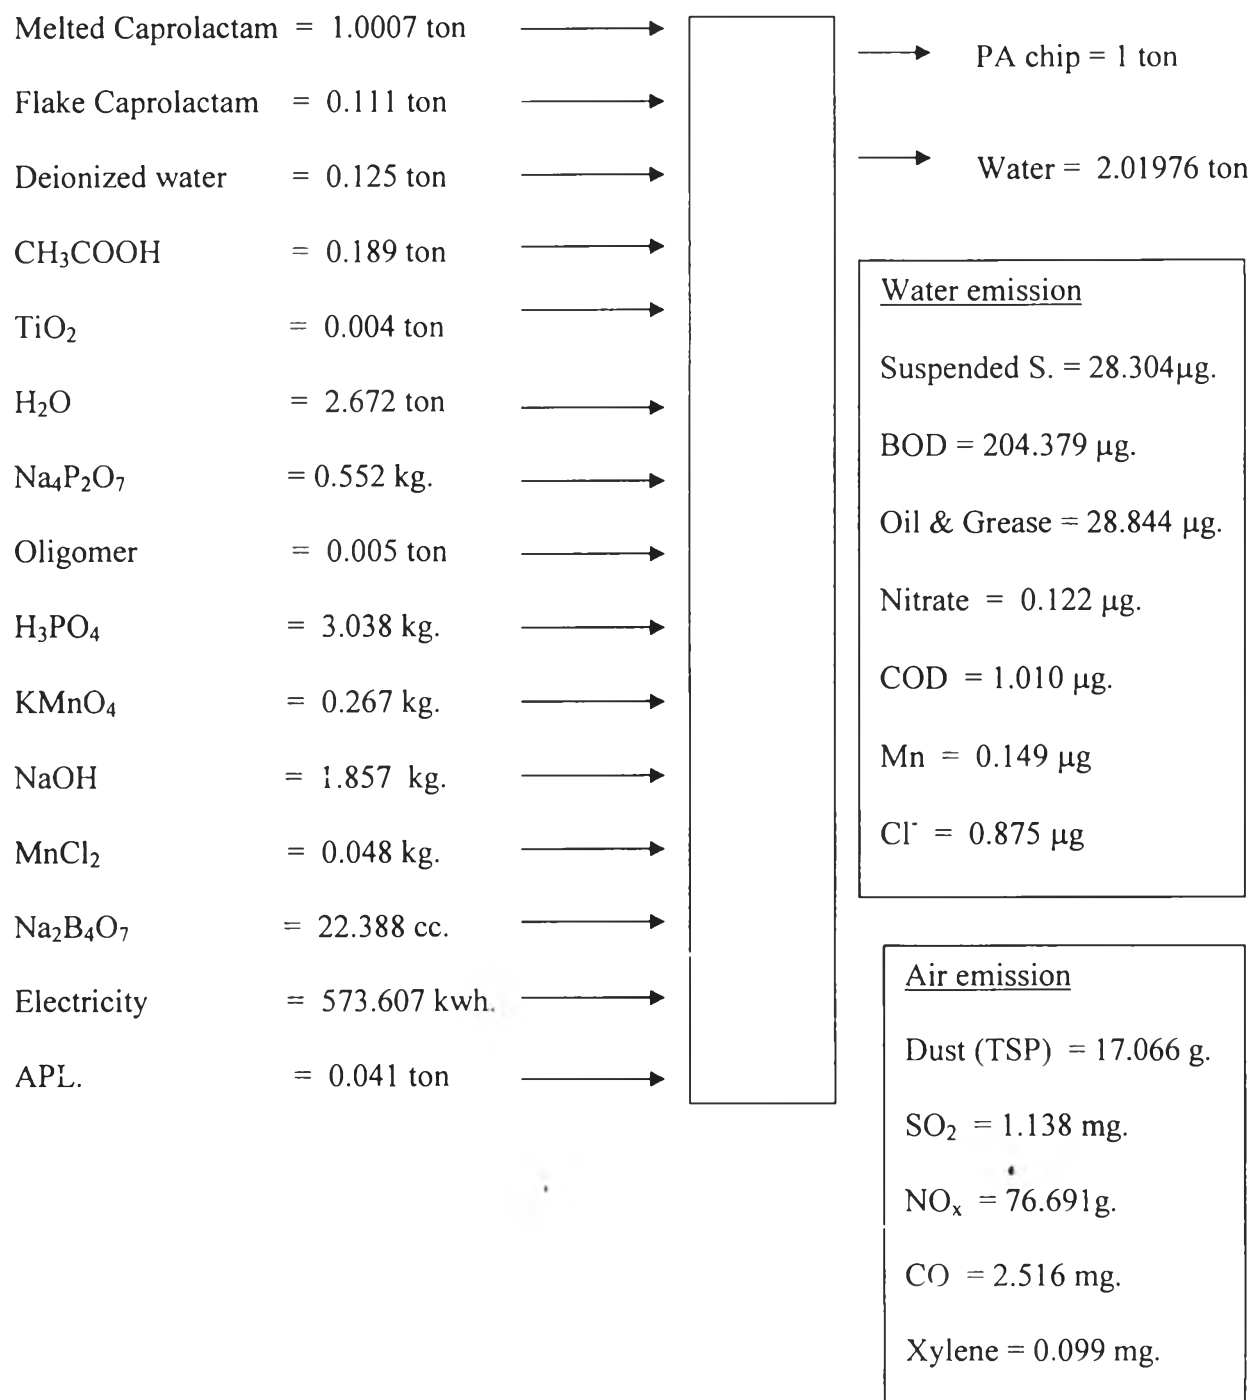 Melted Caprolactam = 1.0007 ton
Flake Caprolactam = 0.111 ton
Deionized water = 0.125 ton
CH₃COOH = 0.189 ton
TiO₂ = 0.004 ton
H₂O = 2.672 ton
Na₄P₂O₇ = 0.552 kg.
Oligomer = 0.005 ton
H₃PO₄ = 3.038 kg.
KMnO₄ = 0.267 kg.
NaOH = 1.857 kg.
MnCl₂ = 0.048 kg.
Na₂B₄O₇ = 22.388 cc.
Electricity = 573.607 kwh.
APL. = 0.041 ton
PA chip = 1 ton
Water = 2.01976 ton
Water emission
Suspended S. = 28.304µg.
BOD = 204.379 µg.
Oil & Grease = 28.844 µg.
Nitrate = 0.122 µg.
COD = 1.010 µg.
Mn = 0.149 µg
Cl⁻ = 0.875 µg
Air emission
Dust (TSP) = 17.066 g.
SO₂ = 1.138 mg.
NOₓ = 76.691g.
CO = 2.516 mg.
Xylene = 0.099 mg.